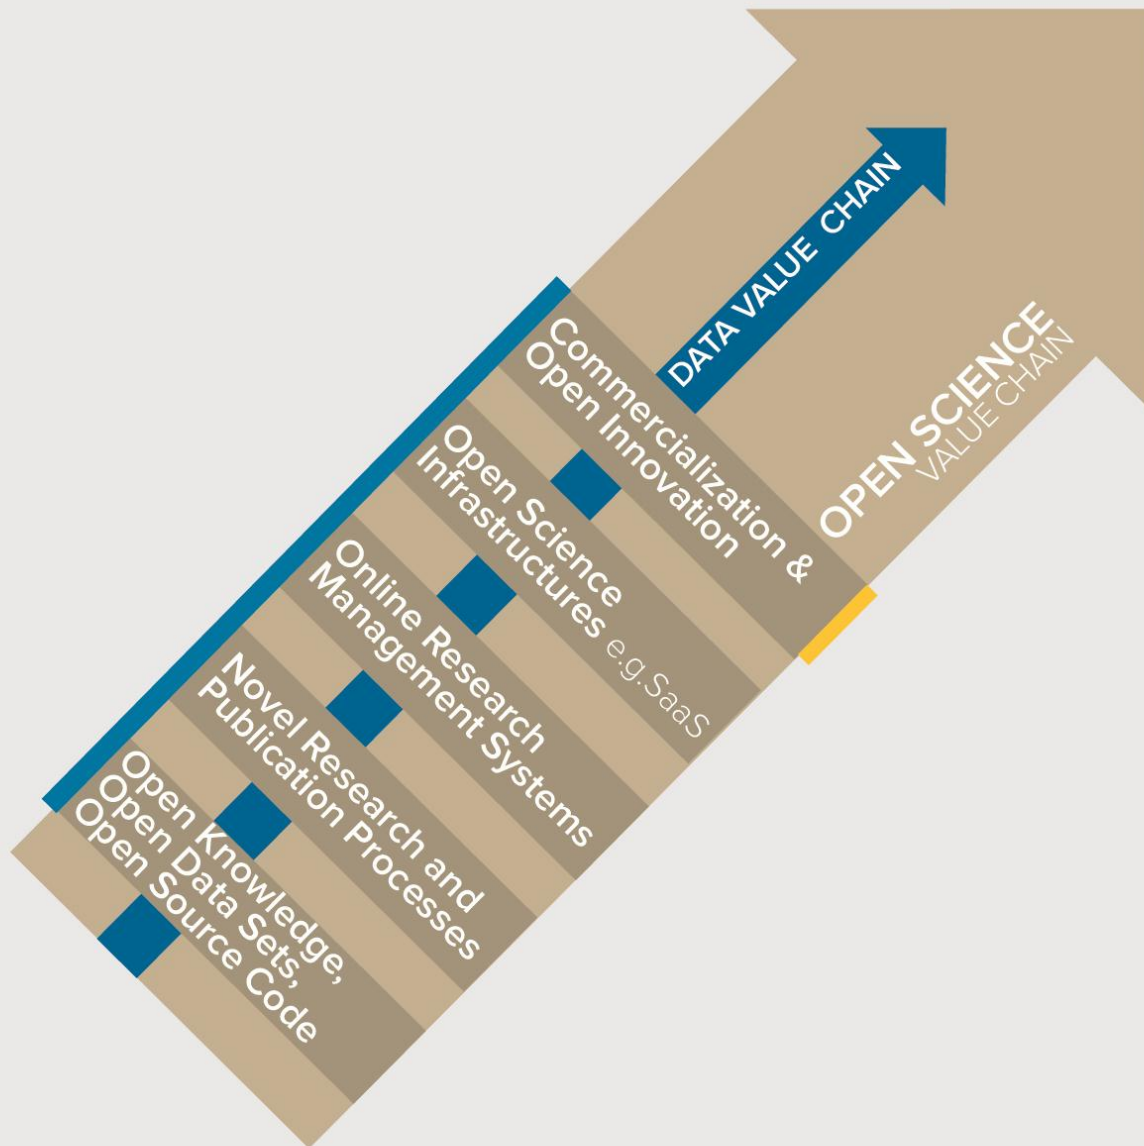 DATA VALUE CHAIN
OPEN SCIENCE
VALUE CHAIN
Commercialization &
Open Innovation
Open Science
Infrastructures e.g.SaaS
Online Research
Management Systems
Novel Research and
Publication Processes
Open Knowledge,
Open Data Sets,
Open Source Code